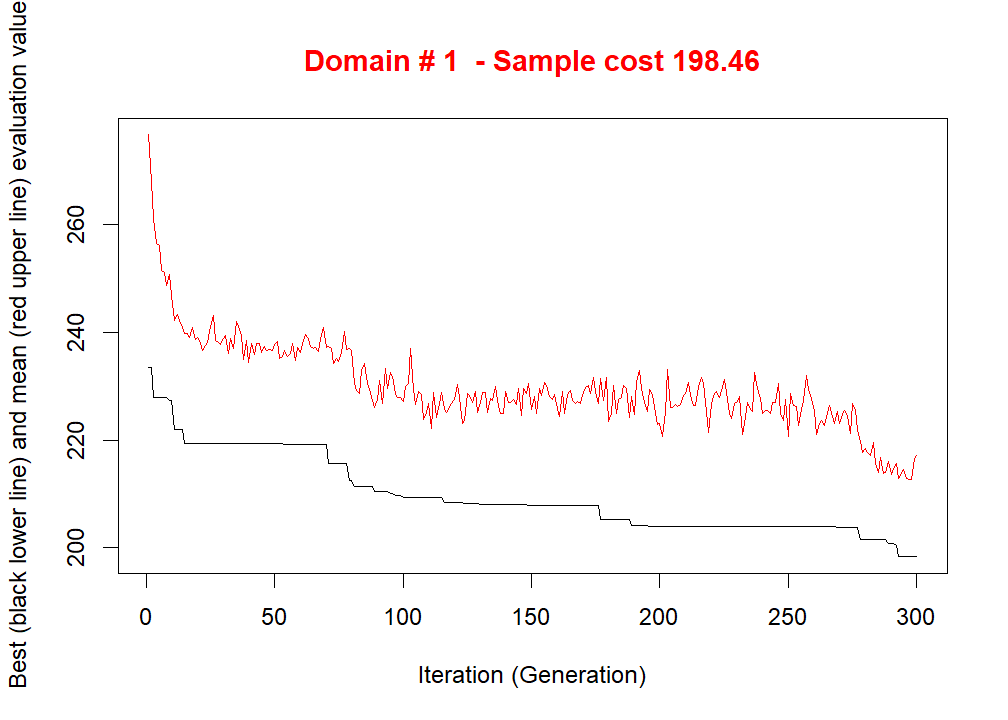 Domain # 1  - Sample cost 198.46
Best (black lower line) and mean (red upper line) evaluation value
260
240
220
200
0 50 100 150 200 250 300
Iteration (Generation)